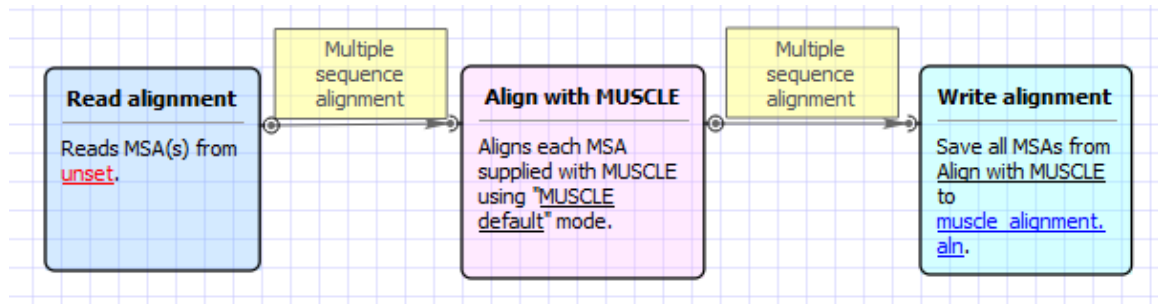 Read alignment
Reads MSA(s) from
unset.
Multiple
sequence
alignment
Align with MUSCLE
Aligns each MSA
supplied with MUSCLE
using "MUSCLE
default" mode.
Multiple
sequence
alignment
Write alignment
Save all MSAs from
Align with MUSCLE
to
muscle_alignment.
aln.